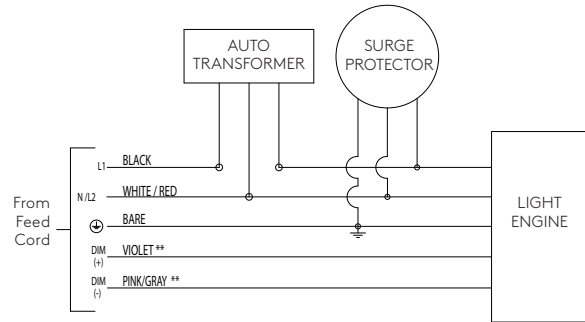 AUTO
TRANSFORMER
SURGE
PROTECTOR
L1 BLACK
N/L2 WHITE / RED
BARE
DIM
(+)
VIOLET **
DIM
(-)
PINK/GRAY **
From
Feed
Cord
LIGHT
ENGINE